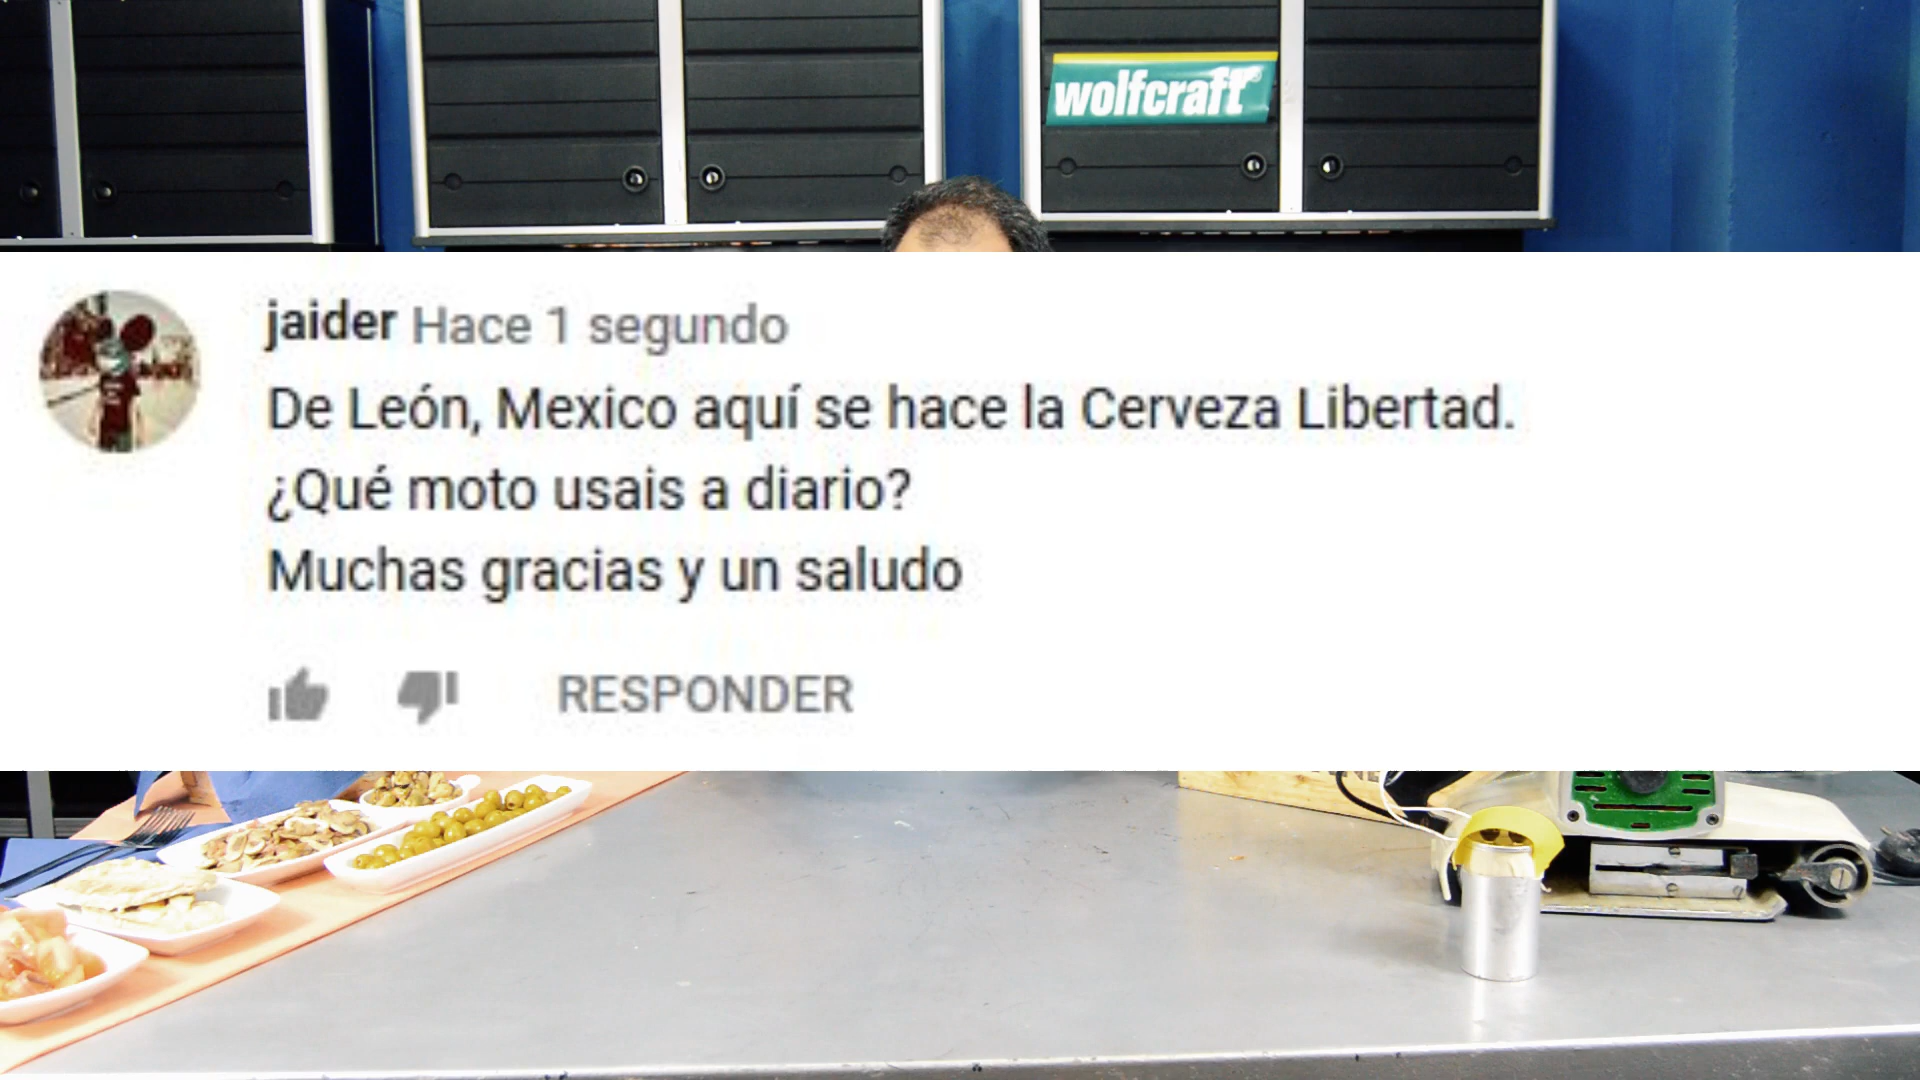 wolfcraft®
jaider Hace 1 segundo
De León, Mexico aquí se hace la Cerveza Libertad.
¿Qué moto usais a diario?
Muchas gracias y un saludo
RESPONDER